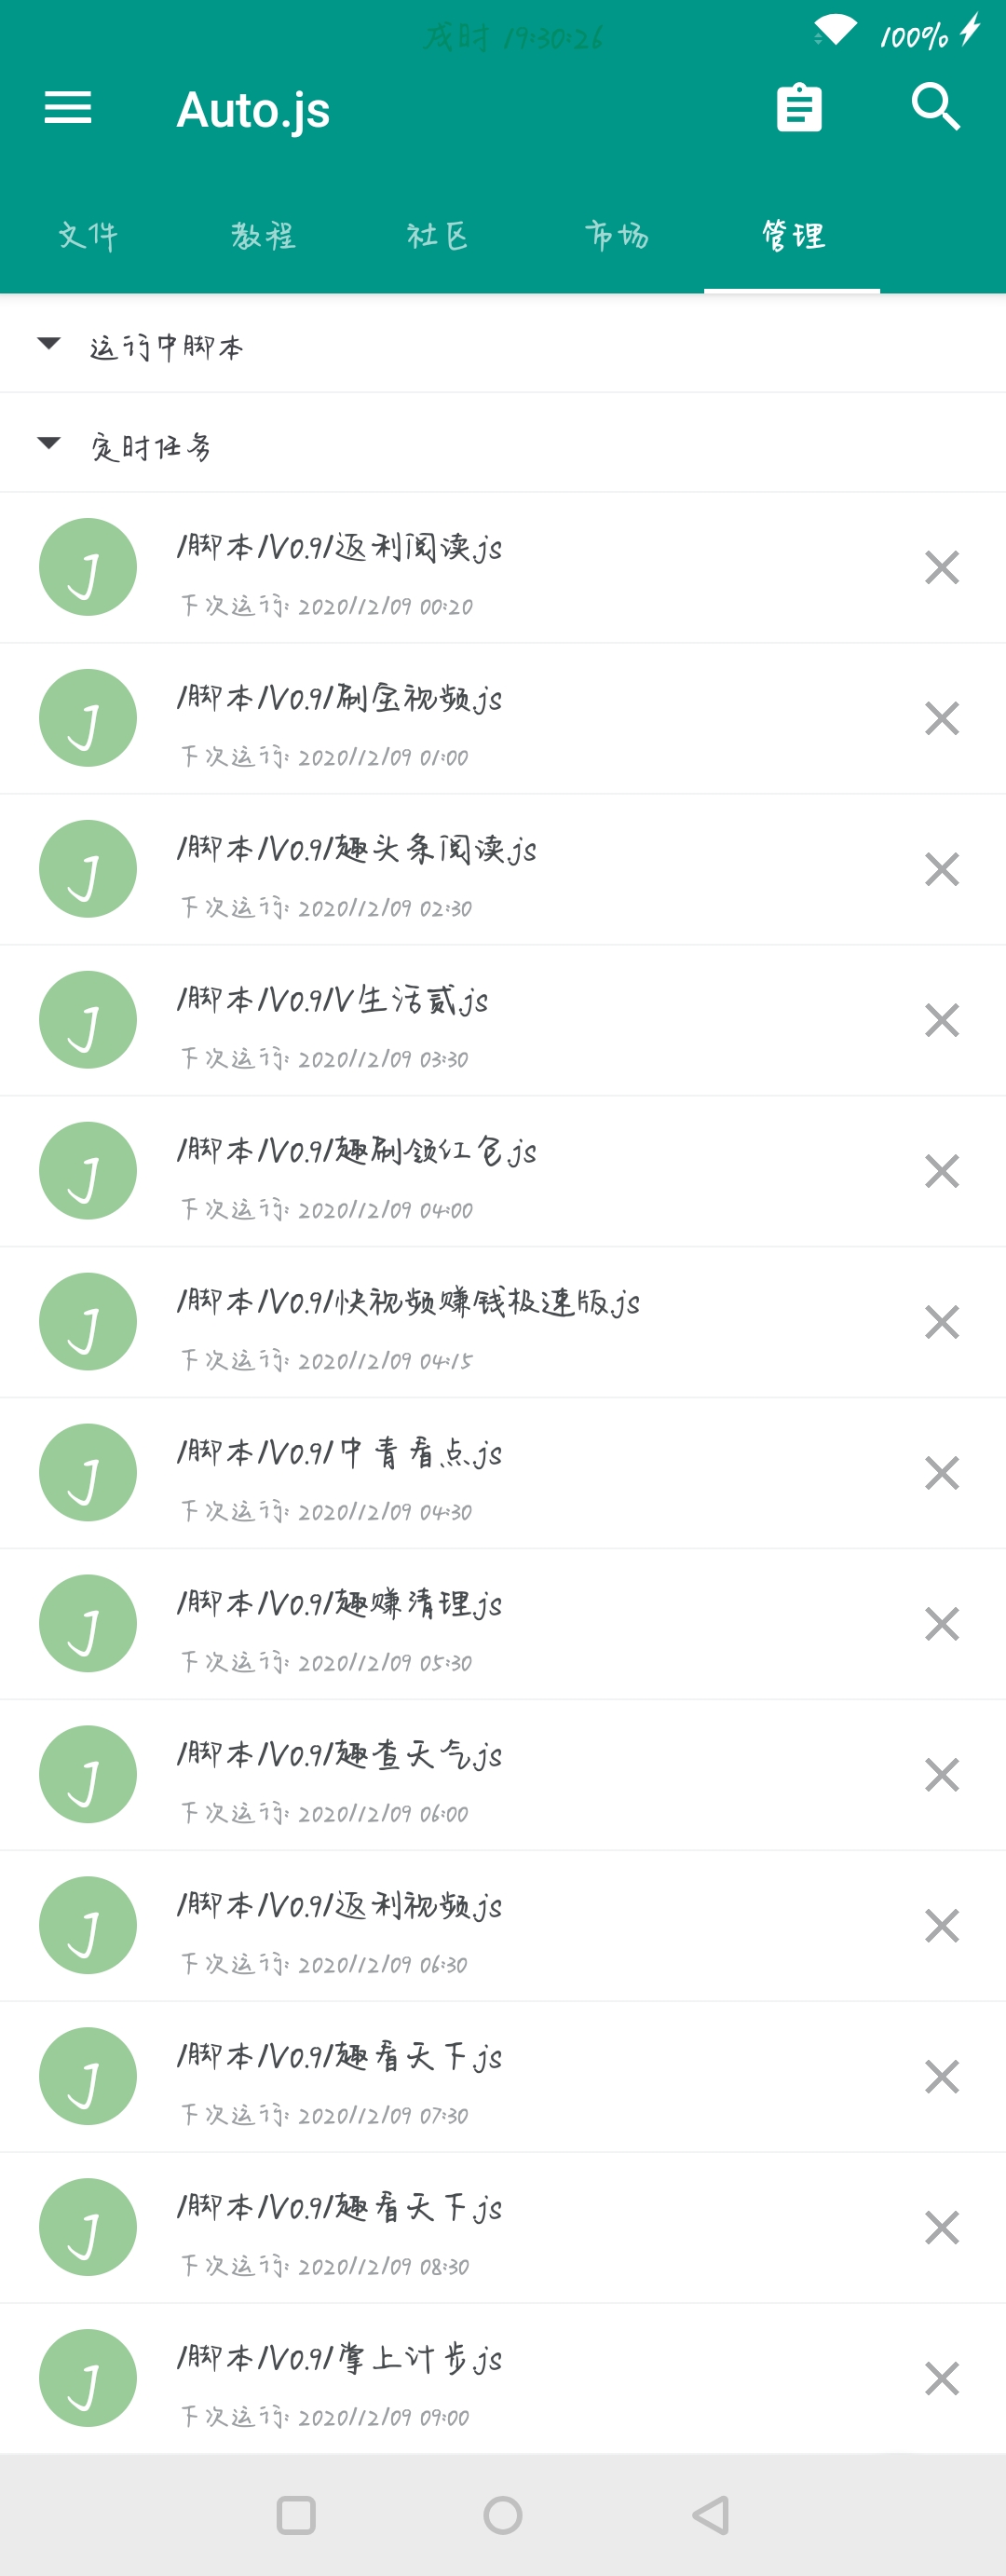 戌时 19:30:26 100%
Auto.js
文件 教程 社区 市场 管理
运行中脚本
定时任务
J
/脚本/V0.9/返利阅读.js
下次运行: 2020/12/09 00:20
J
/脚本/V0.9/刷宝视频.js
下次运行: 2020/12/09 01:00
J
/脚本/V0.9/趣头条阅读.js
下次运行: 2020/12/09 02:30
J
/脚本/V0.9/V生活贰.js
下次运行: 2020/12/09 03:30
J
/脚本/V0.9/趣刷领红包.js
下次运行: 2020/12/09 04:00
J
/脚本/V0.9/快视频赚钱极速版.js
下次运行: 2020/12/09 04:15
J
/脚本/V0.9/中青看点.js
下次运行: 2020/12/09 04:30
J
/脚本/V0.9/趣赚清理.js
下次运行: 2020/12/09 05:30
J
/脚本/V0.9/趣查天气.js
下次运行: 2020/12/09 06:00
J
/脚本/V0.9/返利视频.js
下次运行: 2020/12/09 06:30
J
/脚本/V0.9/趣看天下.js
下次运行: 2020/12/09 07:30
J
/脚本/V0.9/趣看天下.js
下次运行: 2020/12/09 08:30
J
/脚本/V0.9/掌上计步.js
下次运行: 2020/12/09 09:00